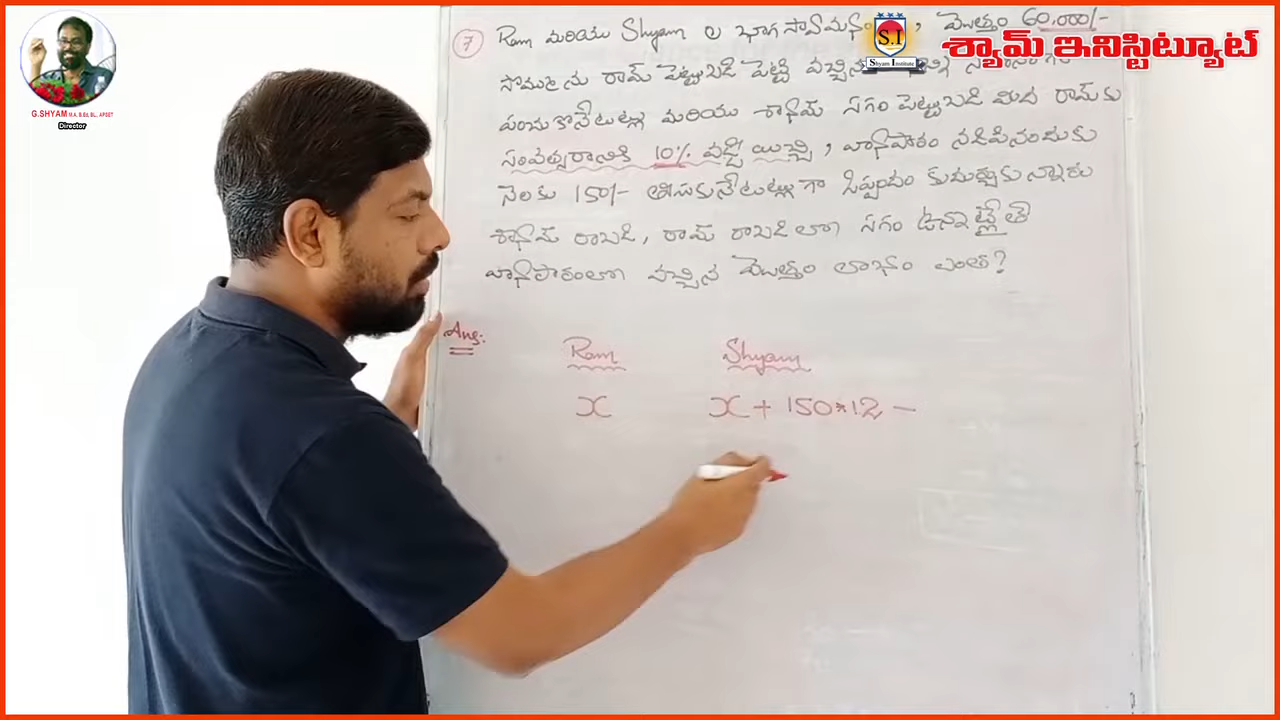 G.SHYAM M.A, B.Ed, BL., APSET
Director
S.I
Shyam Institute
శ్యామ్ ఇనిస్టిట్యూట్
7 Ram మరియు Shyam ల భాగస్వామ్యం , మొత్తం 60,000/-
సొమ్మును రామ్ పెట్టుబడి పెట్టి వచ్చిన
పంచుకొనేటట్లు మరియు శ్యామ్ సగం పెట్టుబడి మీద రామ్ కు
సంవత్సరానికి 10% వడ్డీ యిచ్చి , వ్యాపారం నడిపినందుకు
నెలకు 150/- తీసుకునేటట్లుగా ఒప్పందం కుదుర్చుకున్నారు
శ్యామ్ రాబడి, రామ్ రాబడిలో సగం ఉన్నట్లైతే
వ్యాపారంలో వచ్చిన మొత్తం లాభం ఎంత?
Ans:
Ram Shyam
x x + 150*12 -